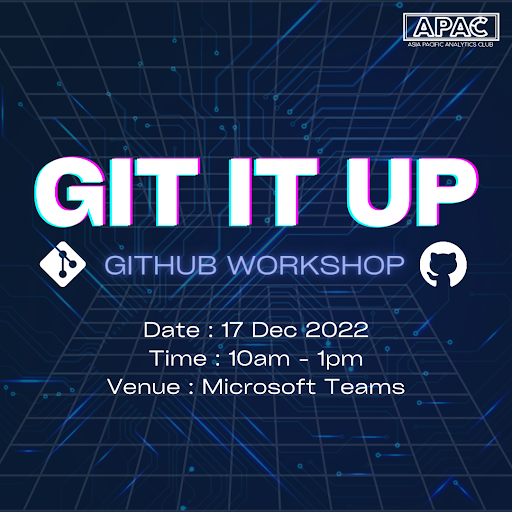 APAC
ASIA PACIFIC ANALYTICS CLUB
GIT IT UP
GITHUB WORKSHOP
Date : 17 Dec 2022
Time : 10am - 1pm
Venue : Microsoft Teams